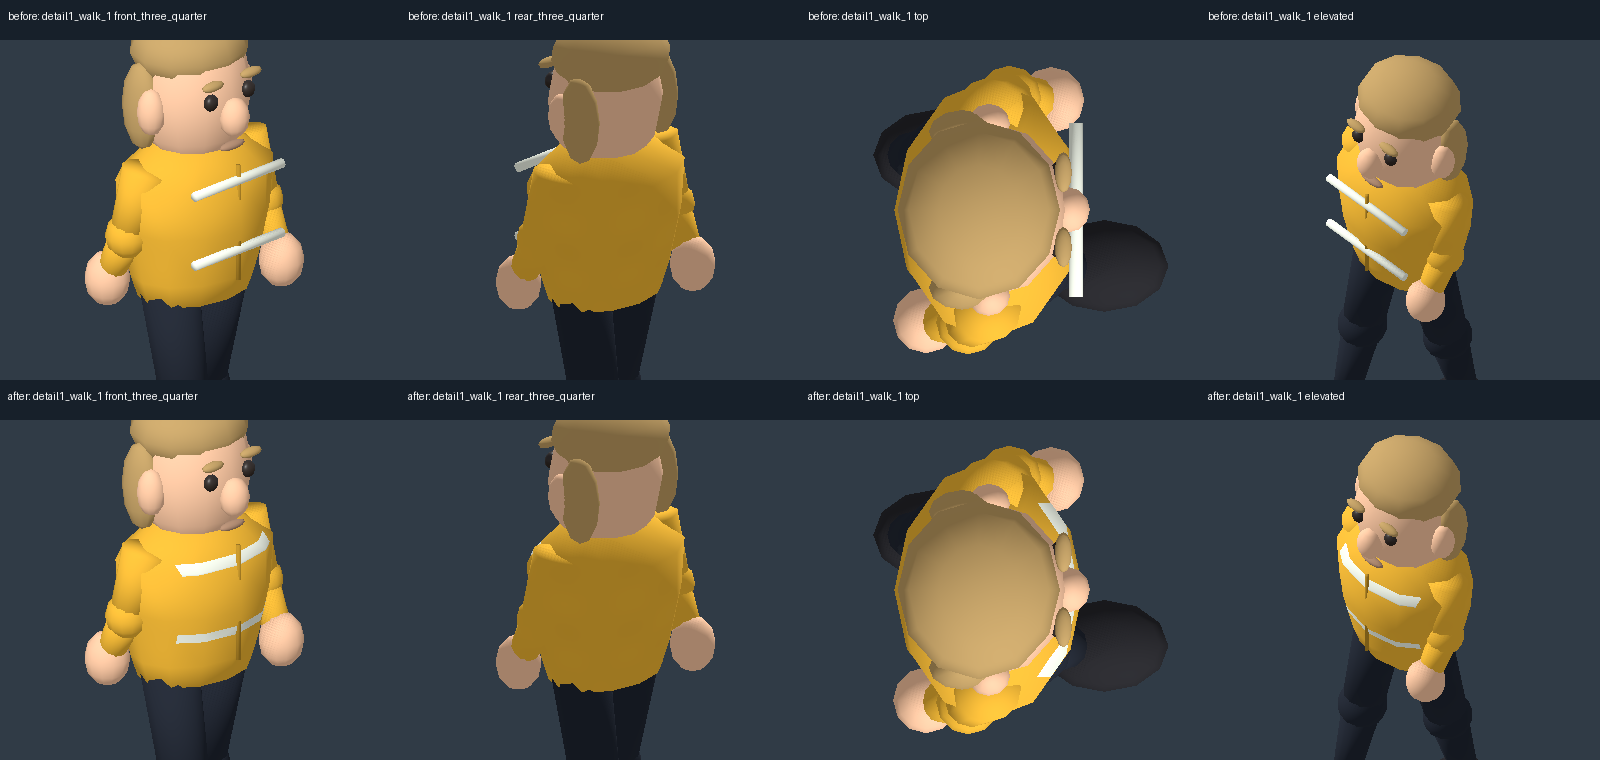 before: detail1_walk_1 front_three_quarter
before: detail1_walk_1 rear_three_quarter
before: detail1_walk_1 top
before: detail1_walk_1 elevated
after: detail1_walk_1 front_three_quarter
after: detail1_walk_1 rear_three_quarter
after: detail1_walk_1 top
after: detail1_walk_1 elevated